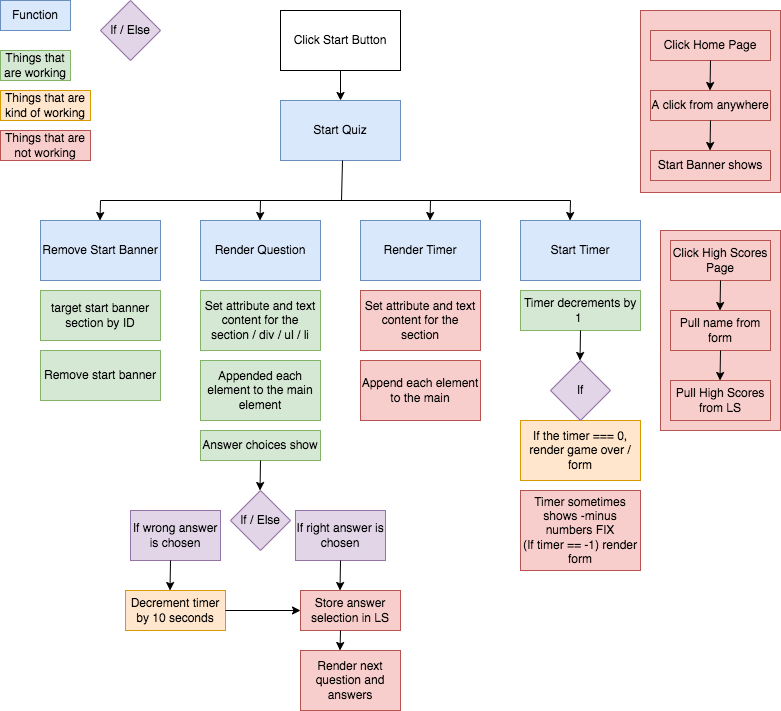 Function
If / Else
Things that
are working
Things that are
kind of working
Things that are
not working
Click Start Button
Start Quiz
Click Home Page
A click from anywhere
Start Banner shows
Remove Start Banner
target start banner
section by ID
Remove start banner
Render Question
Set attribute and text
content for the
section / div / ul / li
Appended each
element to the main
element
Answer choices show
If / Else
If wrong answer
is chosen
If right answer is
chosen
Decrement timer
by 10 seconds
Store answer
selection in LS
Render next
question and
answers
Render Timer
Set attribute and text
content for the
section
Append each element
to the main
Start Timer
Timer decrements by
1
If
If the timer === 0,
render game over /
form
Timer sometimes
shows -minus
numbers FIX
(If timer == -1) render
form
Click High Scores
Page
Pull name from
form
Pull High Scores
from LS